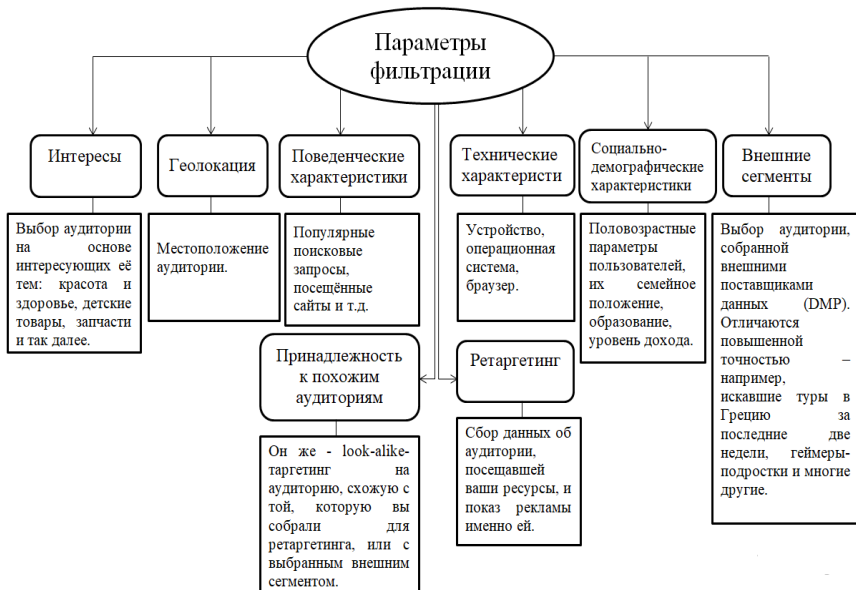 Параметры
фильтрации
Интересы
Выбор аудитории
на основе
интересующих её
тем: красота и
здоровье, детские
товары, запчасти
и так далее.
Геолокация
Местоположение
аудитории.
Поведенческие
характеристики
Популярные
поисковые
запросы,
посещённые
сайты и т.д.
Технические
характеристи
Устройство,
операционная
система,
браузер.
Социально-
демографические
характеристики
Половозрастные
параметры
пользователей,
их семейное
положение,
образование,
уровень дохода.
Внешние
сегменты
Выбор аудитории,
собранной
внешними
поставщиками
данных (DMP).
Отличаются
повышенной
точностью –
например,
искавшие туры в
Грецию за
последние две
недели, геймеры-
подростки и многие
другие.
Принадлежность
к похожим
аудиториям
Он же - look-alike-
таргетинг на
аудиторию, схожую с
той, которую вы
собрали для
ретаргетинга, или с
выбранным внешним
сегментом.
Ретаргетинг
Сбор данных об
аудитории,
посещавшей
ваши ресурсы, и
показ рекламы
именно ей.